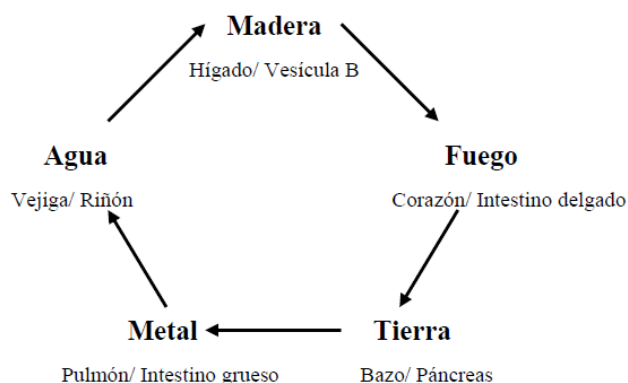 Madera
Hígado/ Vesícula B
Agua
Vejiga/ Riñón
Fuego
Corazón/ Intestino delgado
Metal
Pulmón/ Intestino grueso
Tierra
Bazo/ Páncreas